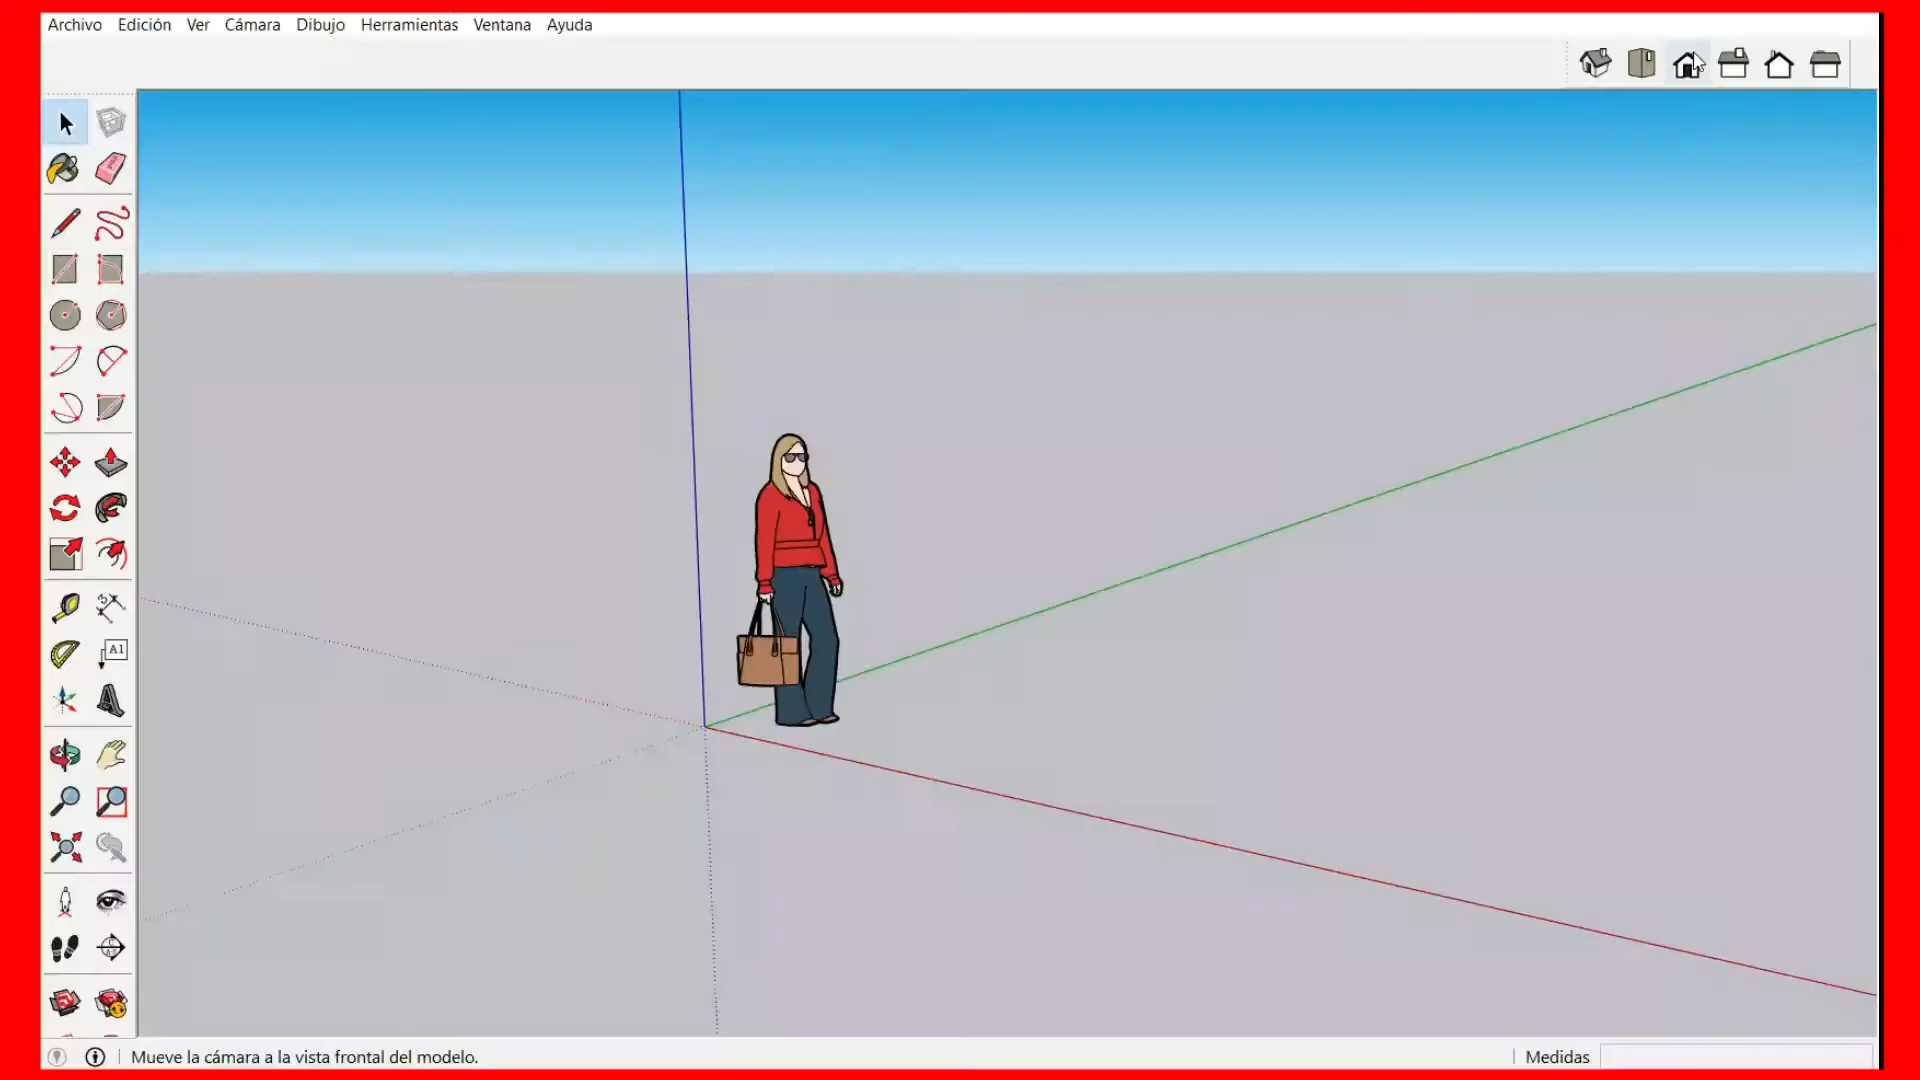 Archivo Edición Ver Cámara Dibujo Herramientas Ventana Ayuda
A1
Mueve la cámara a la vista frontal del modelo.
Medidas